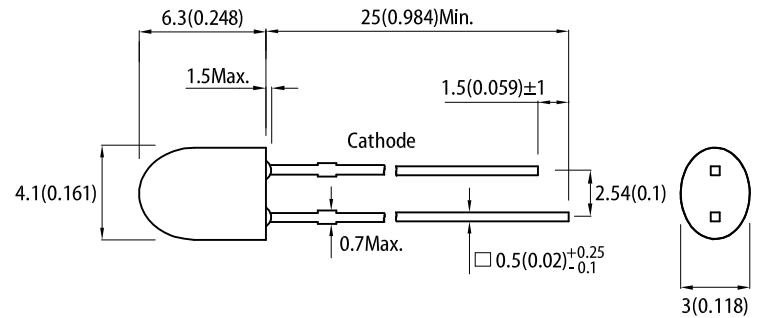 6.3(0.248)
25(0.984)Min.
1.5Max.
1.5(0.059)±1
Cathode
4.1(0.161)
2.54(0.1)
0.7Max.
□ 0.5(0.02)+0.25
-0.1
3(0.118)